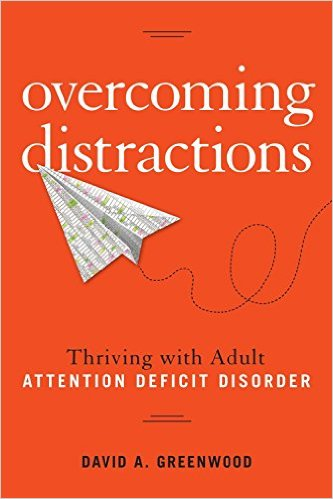 overcoming
distractions
Thriving with Adult
ATTENTION DEFICIT DISORDER
DAVID A. GREENWOOD